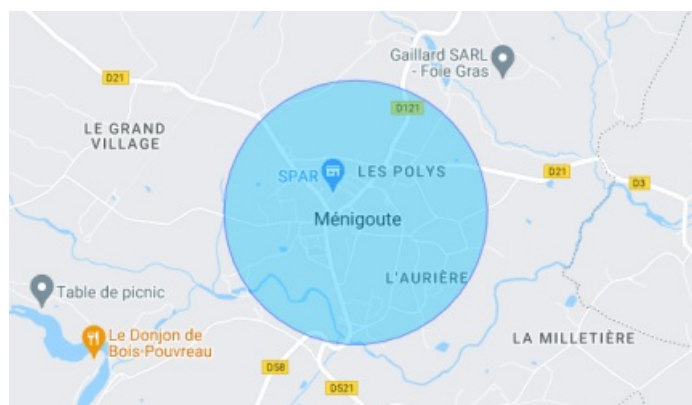 Gaillard SARL
- Foie Gras
D21
D121
LE GRAND
VILLAGE
SPAR
LES POLYS
D21
D3
Ménigoute
L'AURIÈRE
Table de picnic
Le Donjon de
Bois-Pouvreau
LA MILLETIÈRE
D58
D521